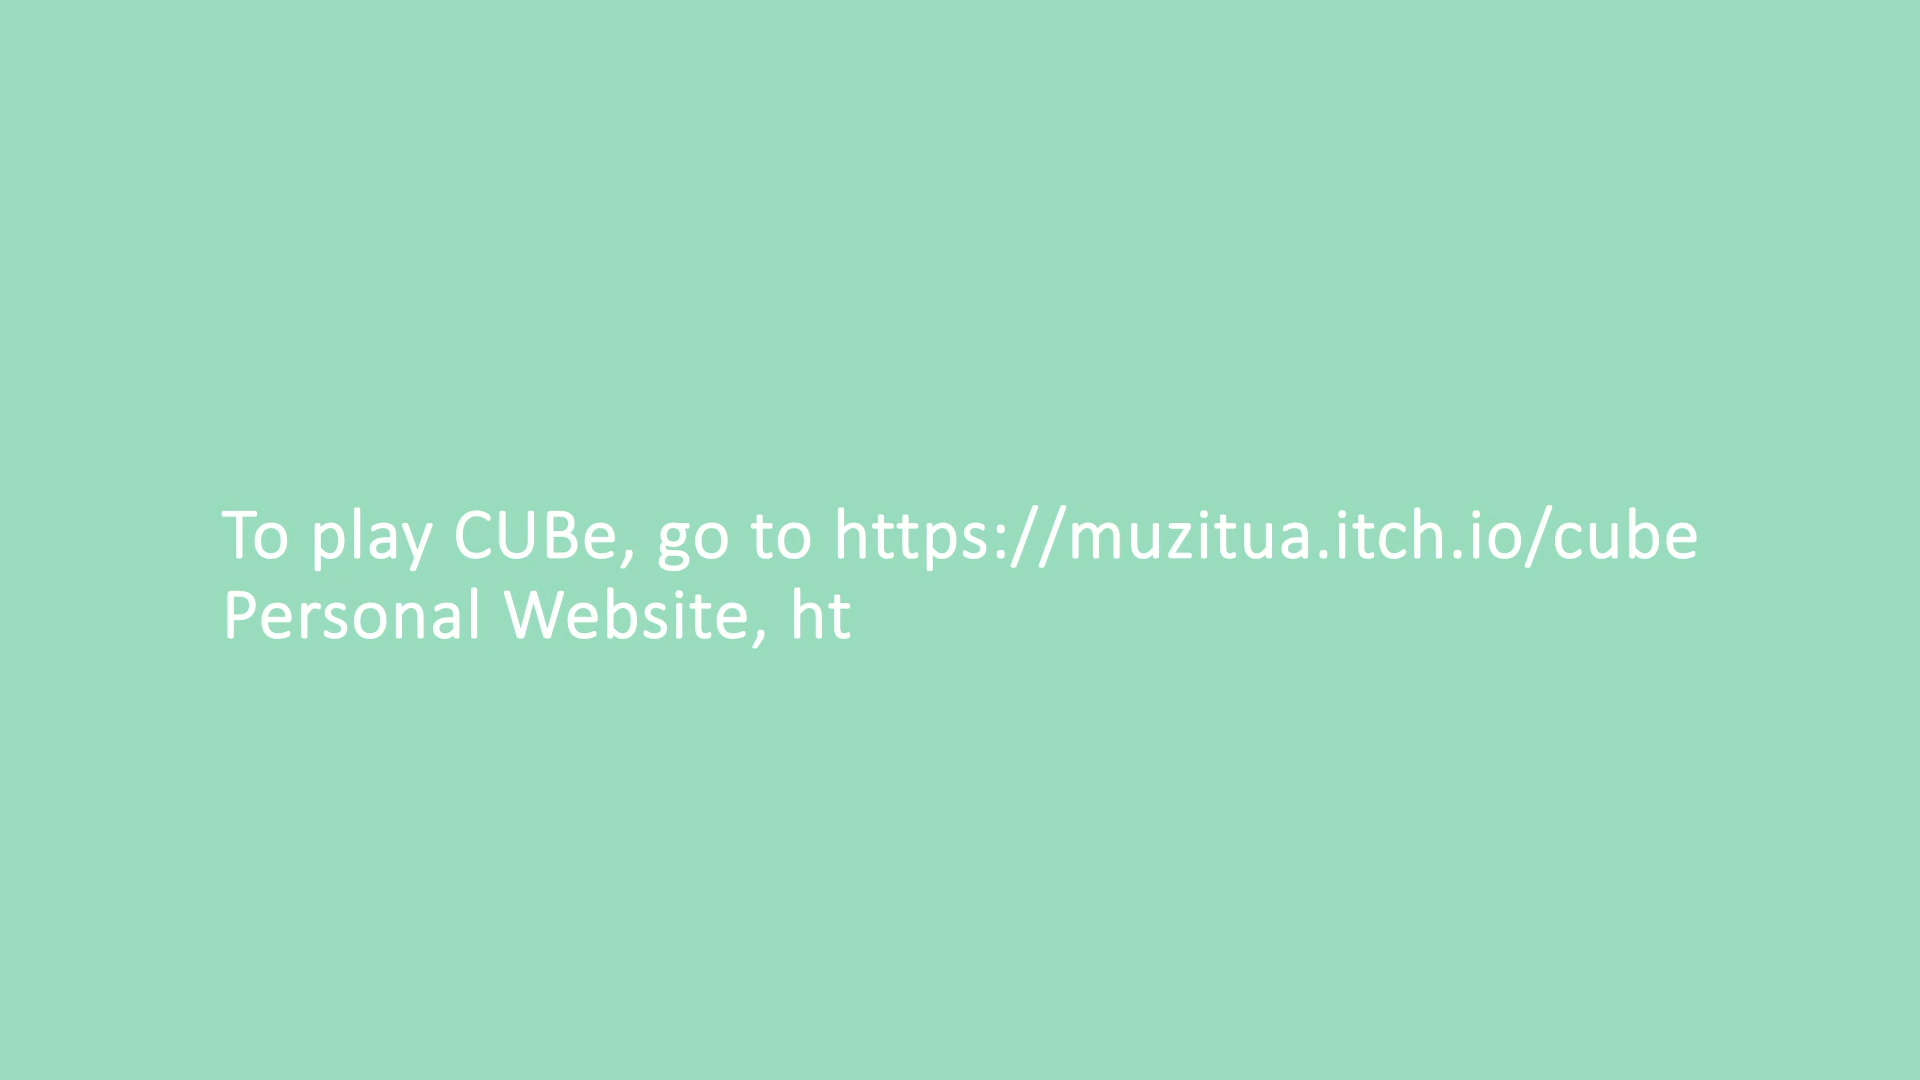 To play CUBe, go to https://muzitua.itch.io/cube
Personal Website, ht